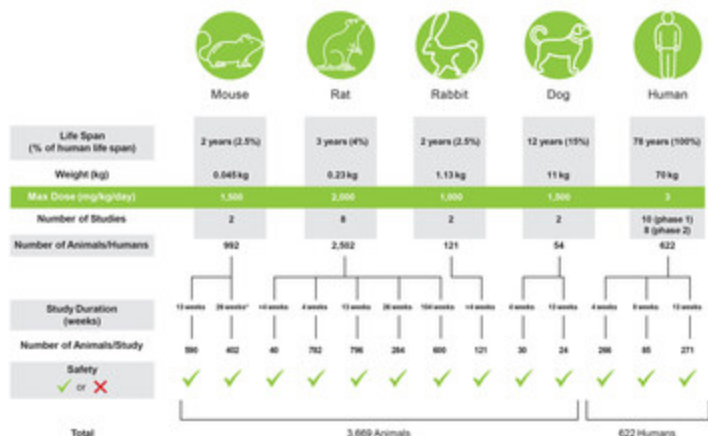 Mouse Rat Rabbit Dog Human
Life Span
(% of human life span)
2 years (2.5%) 3 years (4%) 2 years (2.5%) 12 years (15%) 78 years (100%)
Weight (kg) 0.045 kg 0.23 kg 1.13 kg 11 kg 70 kg
Max Dose (mg/kg/day) 1,500 2,000 1,000 1,500 3
Number of Studies 2 8 2 2 10 (phase 1)
8 (phase 2)
Number of Animals/Humans 992 2,502 121 54 622
Study Duration
(weeks)
13 weeks 26 weeks* <4 weeks 4 weeks 13 weeks 26 weeks 104 weeks <4 weeks 4 weeks 13 weeks 4 weeks weeks 13 weeks
Number of Animals/Study 590 402 40 782 796 284 600 121 30 24 266 85 271
Safety
or
Total 3,669 Animals 622 Humans